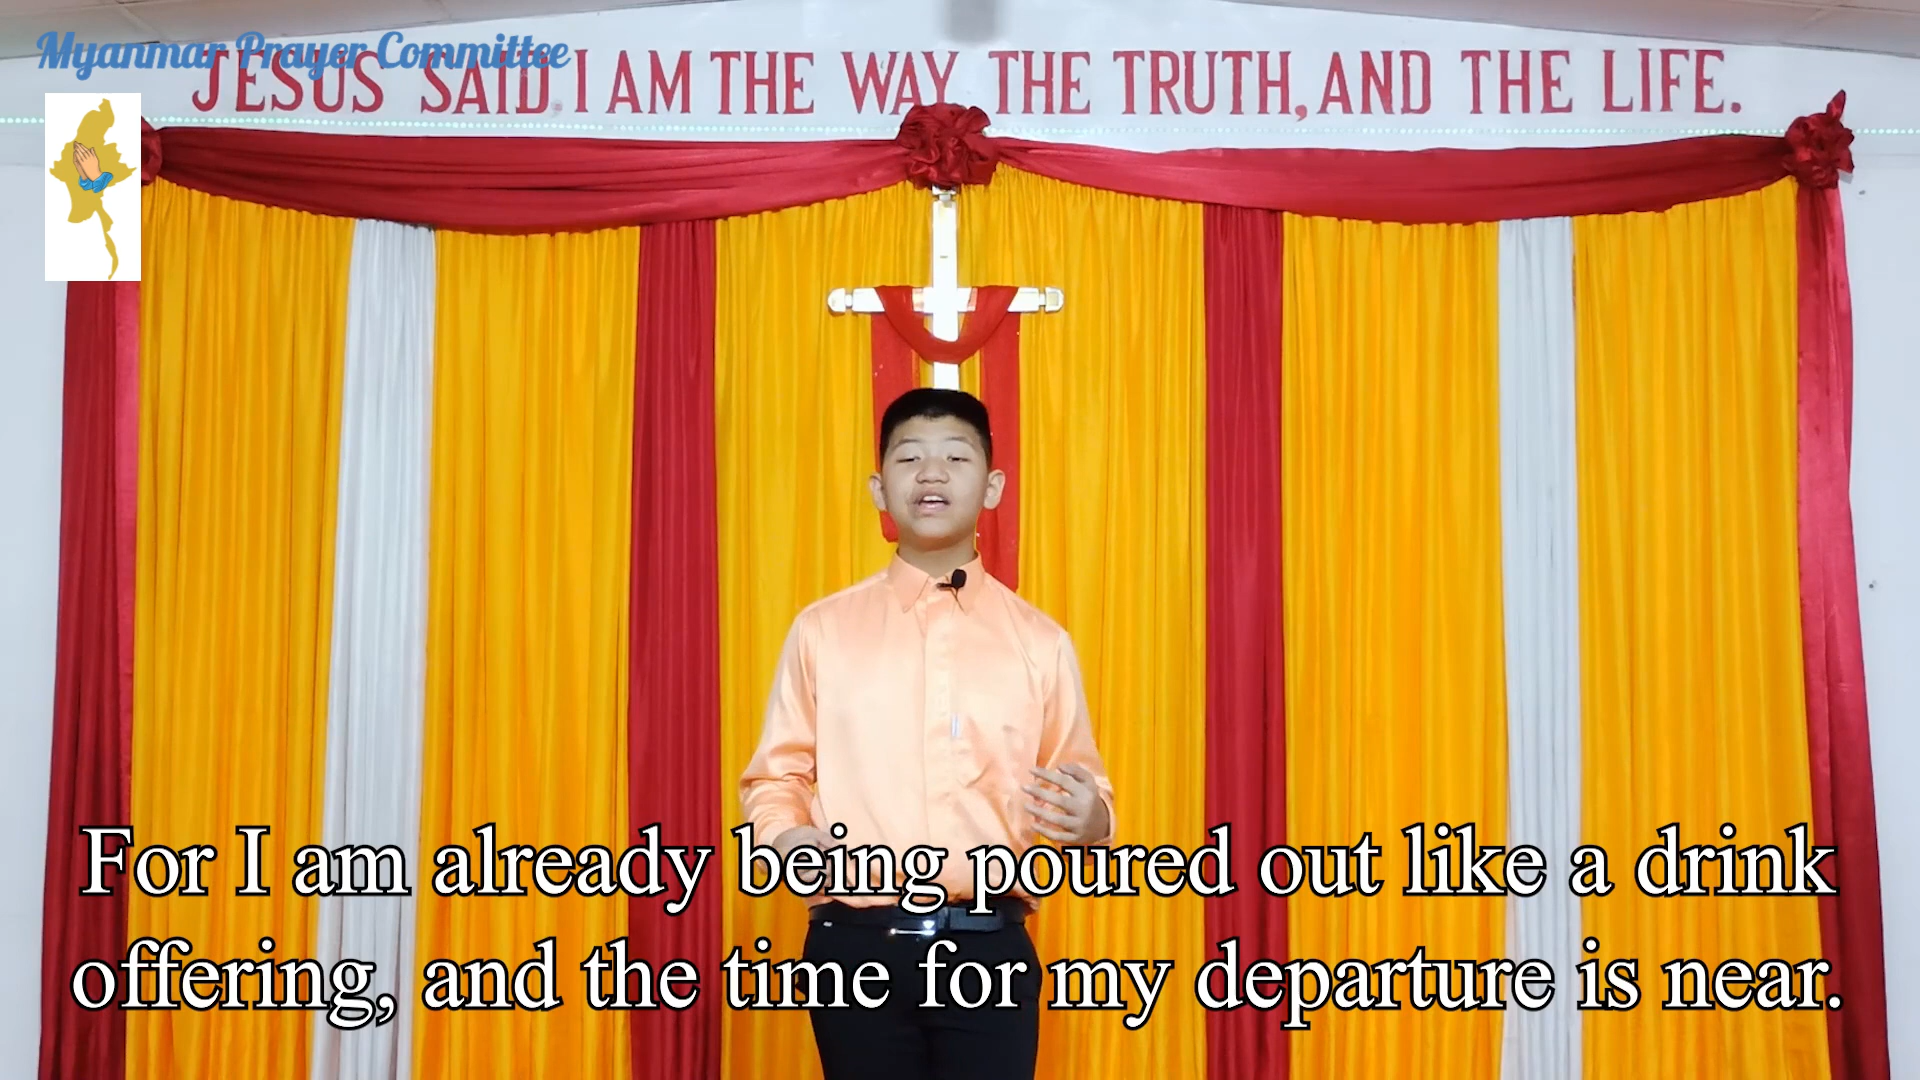 Myanmar Prayer Committee
JESUS SAID. I AM THE WAY, THE TRUTH, AND THE LIFE.
For I am already being poured out like a drink
offering, and the time for my departure is near.